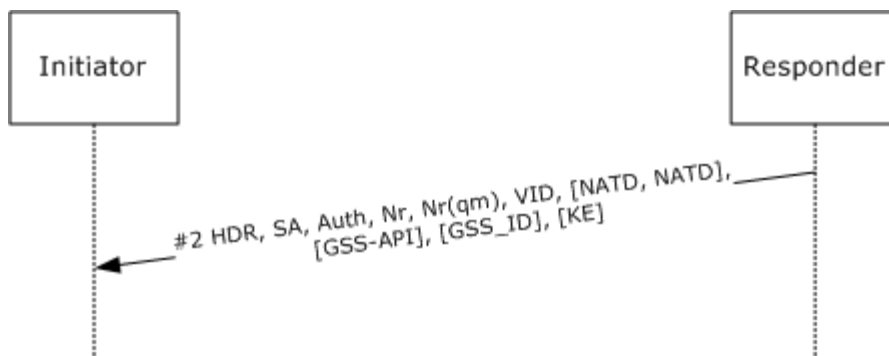 Initiator
Responder
#2 HDR, SA, Auth, Nr, Nr(qm), VID, [NATD, NATD],
[GSS-API], [GSS_ID], [KE]